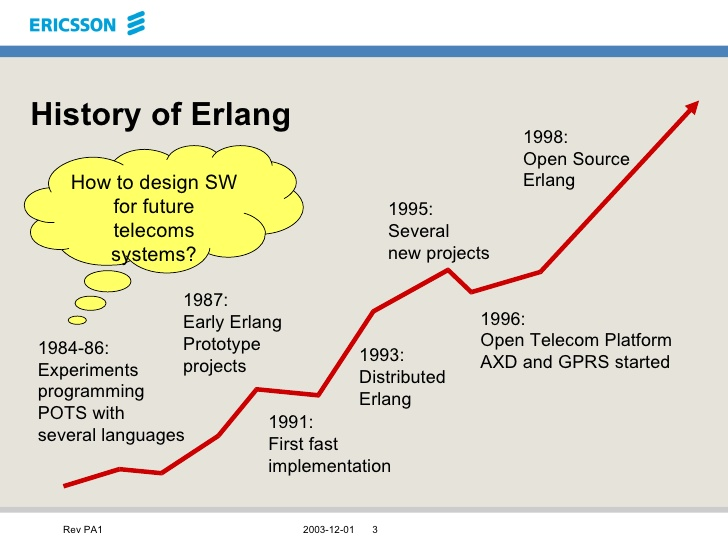 ERICSSON
History of Erlang
How to design SW
for future
telecoms
systems?
1984-86:
Experiments
programming
POTS with
several languages
1987:
Early Erlang
Prototype
projects
1991:
First fast
implementation
1993:
Distributed
Erlang
1995:
Several
new projects
1996:
Open Telecom Platform
AXD and GPRS started
1998:
Open Source
Erlang
Rev PA1
2003-12-01
3